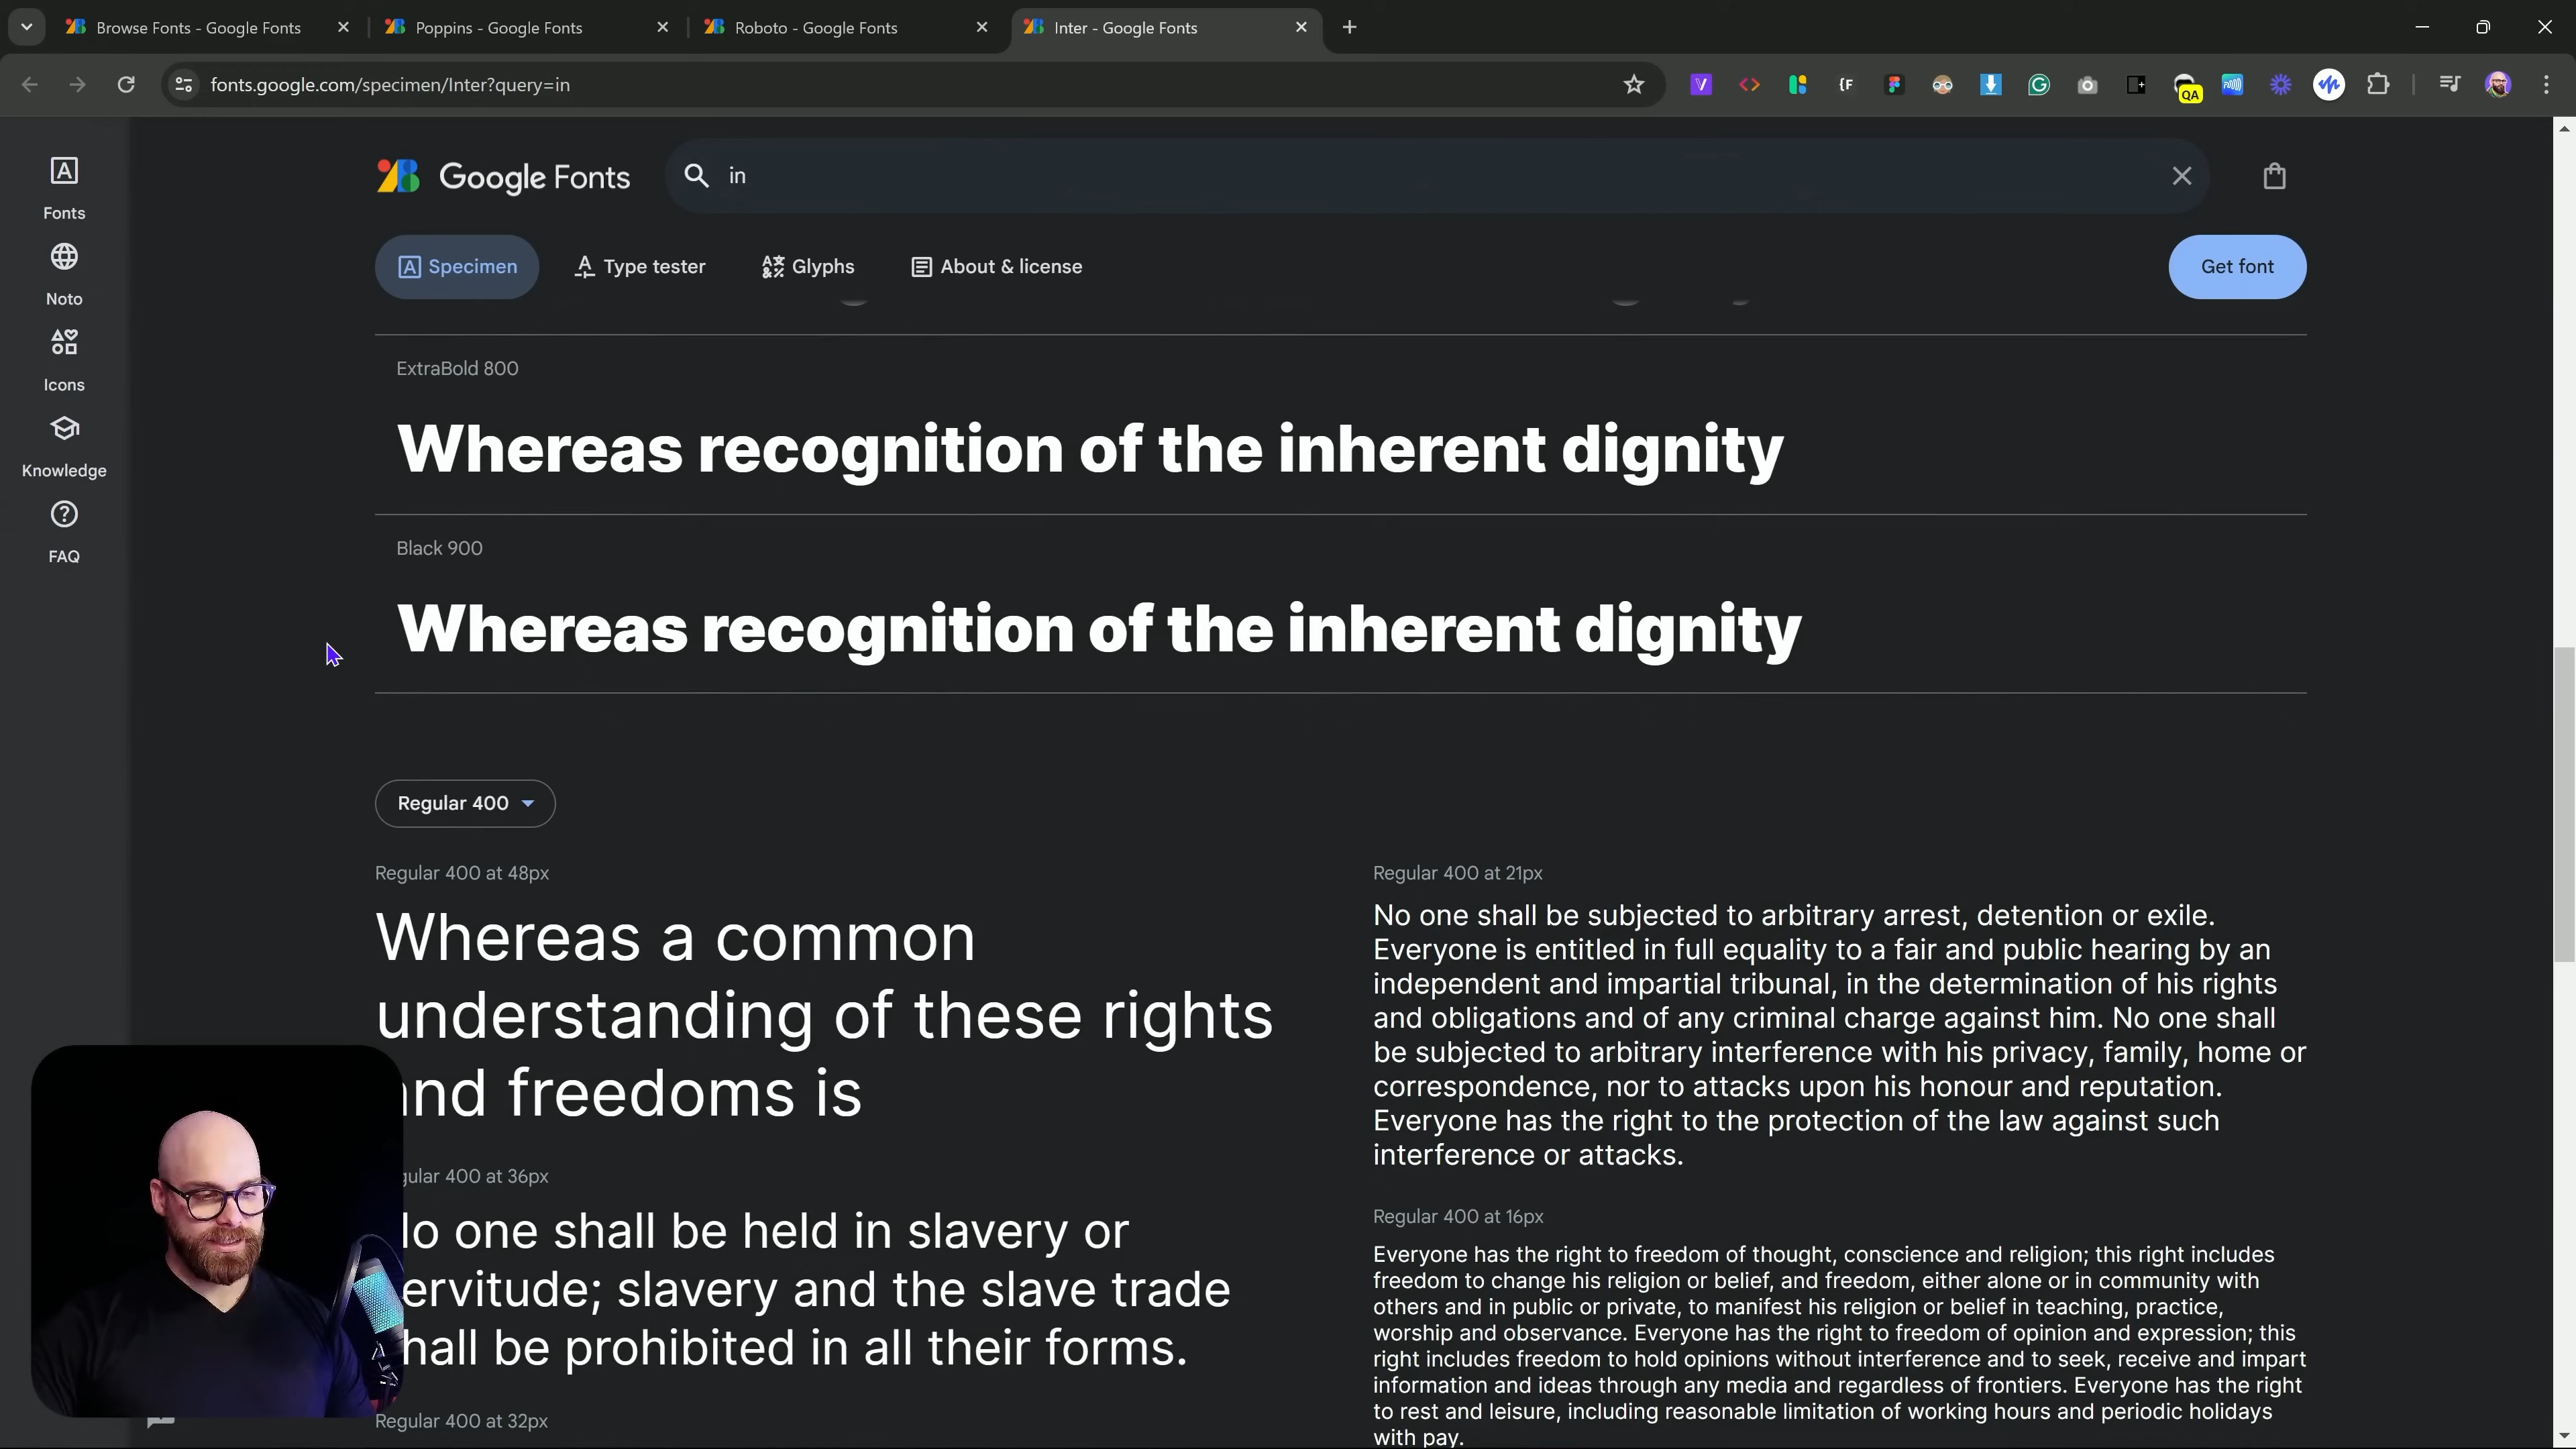 Browse Fonts - Google Fonts
Poppins - Google Fonts
Roboto - Google Fonts
Inter - Google Fonts
fonts.google.com/specimen/Inter?query=in
{F
QA
Fonts
Noto
Icons
Knowledge
FAQ
Google Fonts
in
Specimen
Type tester
Glyphs
About & license
Get font
ExtraBold 800
Whereas recognition of the inherent dignity
Black 900
Whereas recognition of the inherent dignity
Regular 400
Regular 400 at 48px
Whereas a common
understanding of these rights
and freedoms is
gular 400 at 36px
No one shall be held in slavery or
ervitude; slavery and the slave trade
hall be prohibited in all their forms.
Regular 400 at 32px
Regular 400 at 21px
No one shall be subjected to arbitrary arrest, detention or exile.
Everyone is entitled in full equality to a fair and public hearing by an
independent and impartial tribunal, in the determination of his rights
and obligations and of any criminal charge against him. No one shall
be subjected to arbitrary interference with his privacy, family, home or
correspondence, nor to attacks upon his honour and reputation.
Everyone has the right to the protection of the law against such
interference or attacks.
Regular 400 at 16px
Everyone has the right to freedom of thought, conscience and religion; this right includes
freedom to change his religion or belief, and freedom, either alone or in community with
others and in public or private, to manifest his religion or belief in teaching, practice,
worship and observance. Everyone has the right to freedom of opinion and expression; this
right includes freedom to hold opinions without interference and to seek, receive and impart
information and ideas through any media and regardless of frontiers. Everyone has the right
to rest and leisure, including reasonable limitation of working hours and periodic holidays
with pay.